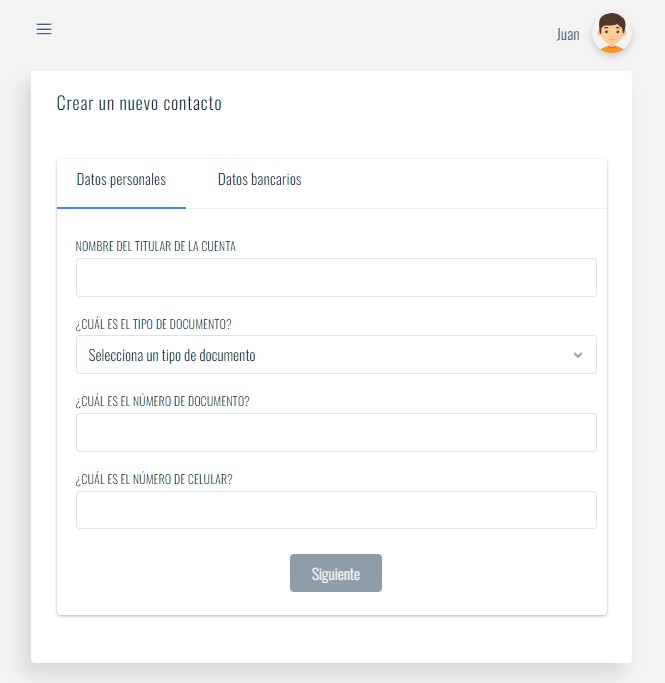 Juan
Crear un nuevo contacto
Datos personales
Datos bancarios
NOMBRE DEL TITULAR DE LA CUENTA
¿CUÁL ES EL TIPO DE DOCUMENTO?
Selecciona un tipo de documento
¿CUÁL ES EL NÚMERO DE DOCUMENTO?
¿CUÁL ES EL NÚMERO DE CELULAR?
Siguiente